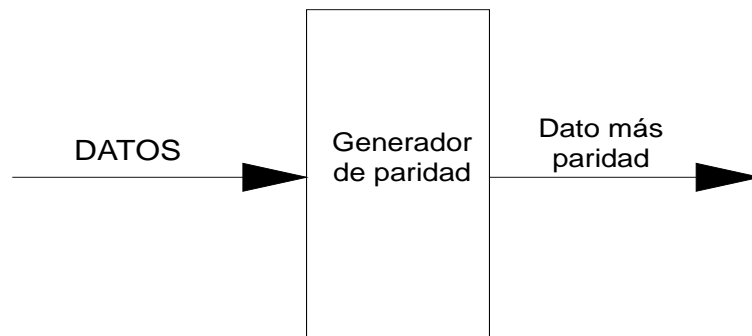 DATOS
Generador
de paridad
Dato más
paridad